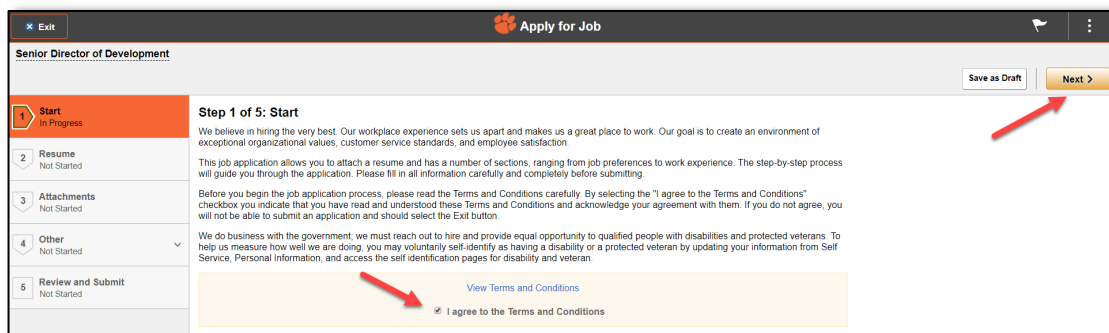 Exit
Apply for Job
Senior Director of Development
Save as Draft
Next >
1 Start
In Progress
2 Resume
Not Started
3 Attachments
Not Started
4 Other
Not Started
5 Review and Submit
Not Started
Step 1 of 5: Start
We believe in hiring the very best. Our workplace experience sets us apart and makes us a great place to work. Our goal is to create an environment of
exceptional organizational values, customer service standards, and employee satisfaction.
This job application allows you to attach a resume and has a number of sections, ranging from job preferences to work experience. The step-by-step process
will guide you through the application. Please fill in all information carefully and completely before submitting.
Before you begin the job application process, please read the Terms and Conditions carefully. By selecting the "I agree to the Terms and Conditions"
checkbox you indicate that you have read and understood these Terms and Conditions and acknowledge your agreement with them. If you do not agree, you
will not be able to submit an application and should select the Exit button.
We do business with the government; we must reach out to hire and provide equal opportunity to qualified people with disabilities and protected veterans. To
help us measure how well we are doing, you may voluntarily self-identify as having a disability or a protected veteran by updating your information from Self
Service, Personal Information, and access the self identification pages for disability and veteran.
View Terms and Conditions
I agree to the Terms and Conditions